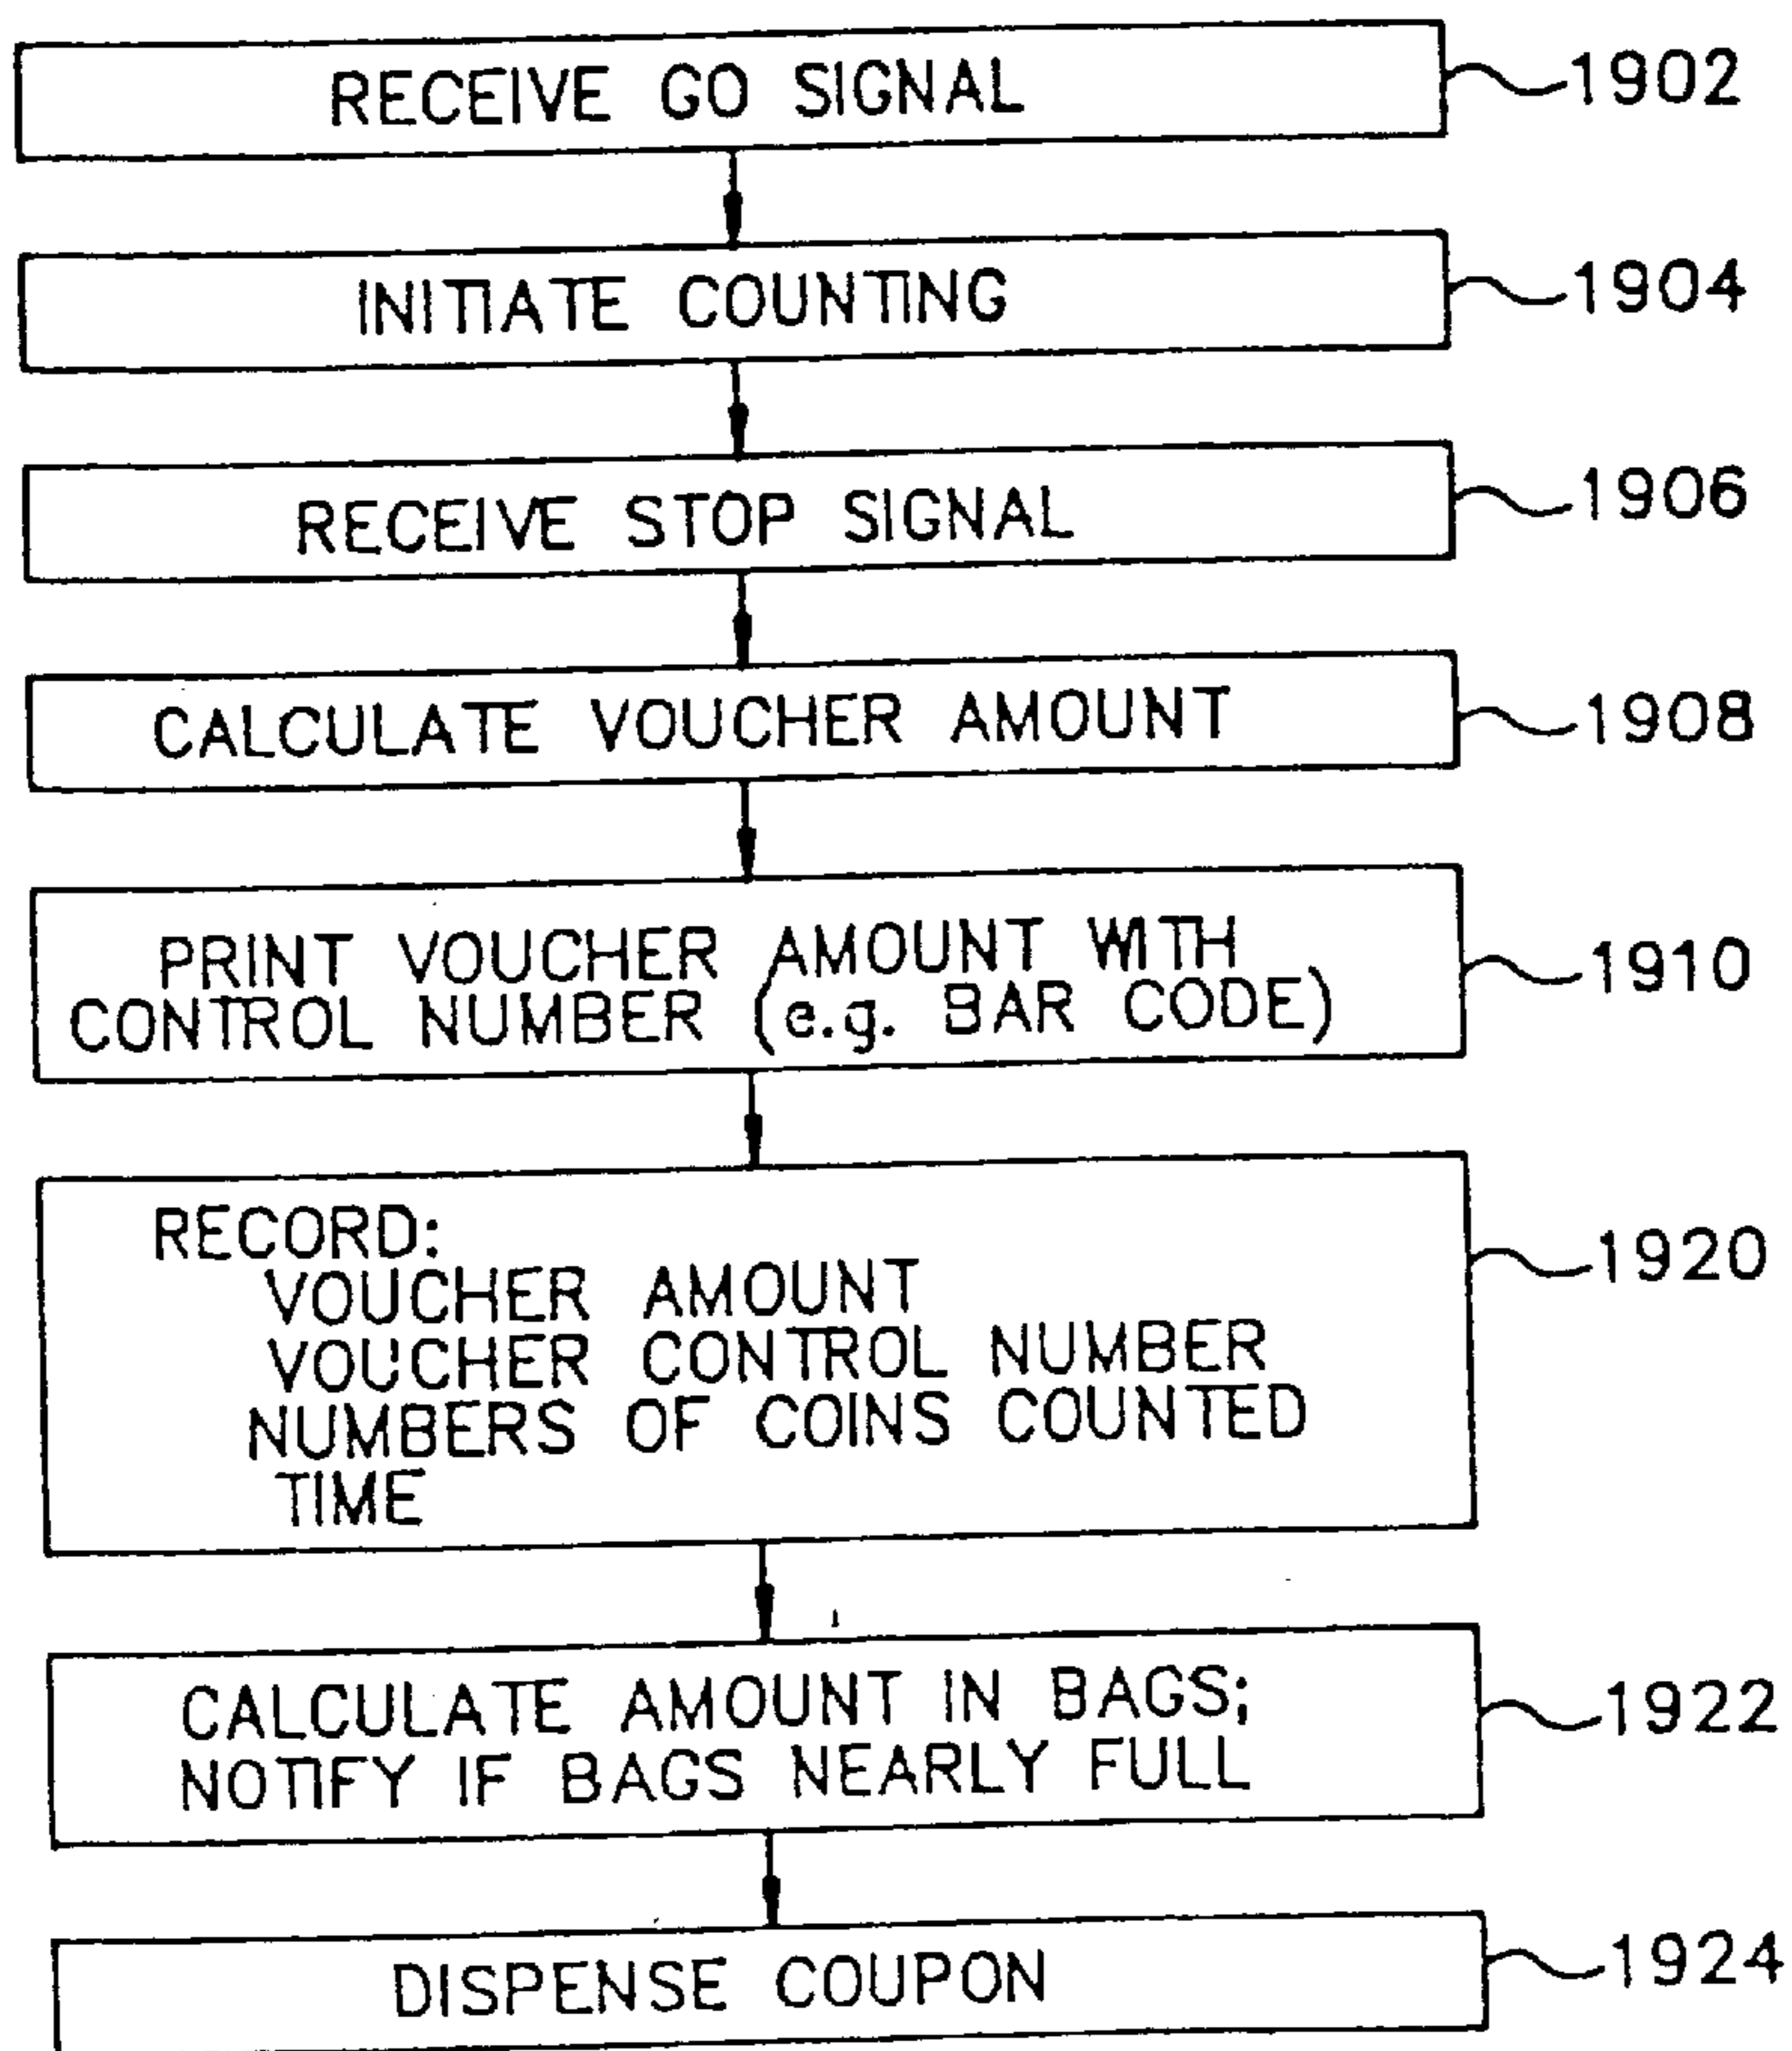 RECEIVE GO SIGNAL
1902
INITIATE COUNTING
1904
RECEIVE STOP SIGNAL
1906
CALCULATE VOUCHER AMOUNT
1908
PRINT VOUCHER AMOUNT WITH
CONTROL NUMBER (e.g. BAR CODE)
1910
RECORD:
VOUCHER AMOUNT
VOUCHER CONTROL NUMBER
NUMBERS OF COINS COUNTED
TIME
1920
CALCULATE AMOUNT IN BAGS;
NOTIFY IF BAGS NEARLY FULL
1922
DISPENSE COUPON
1924